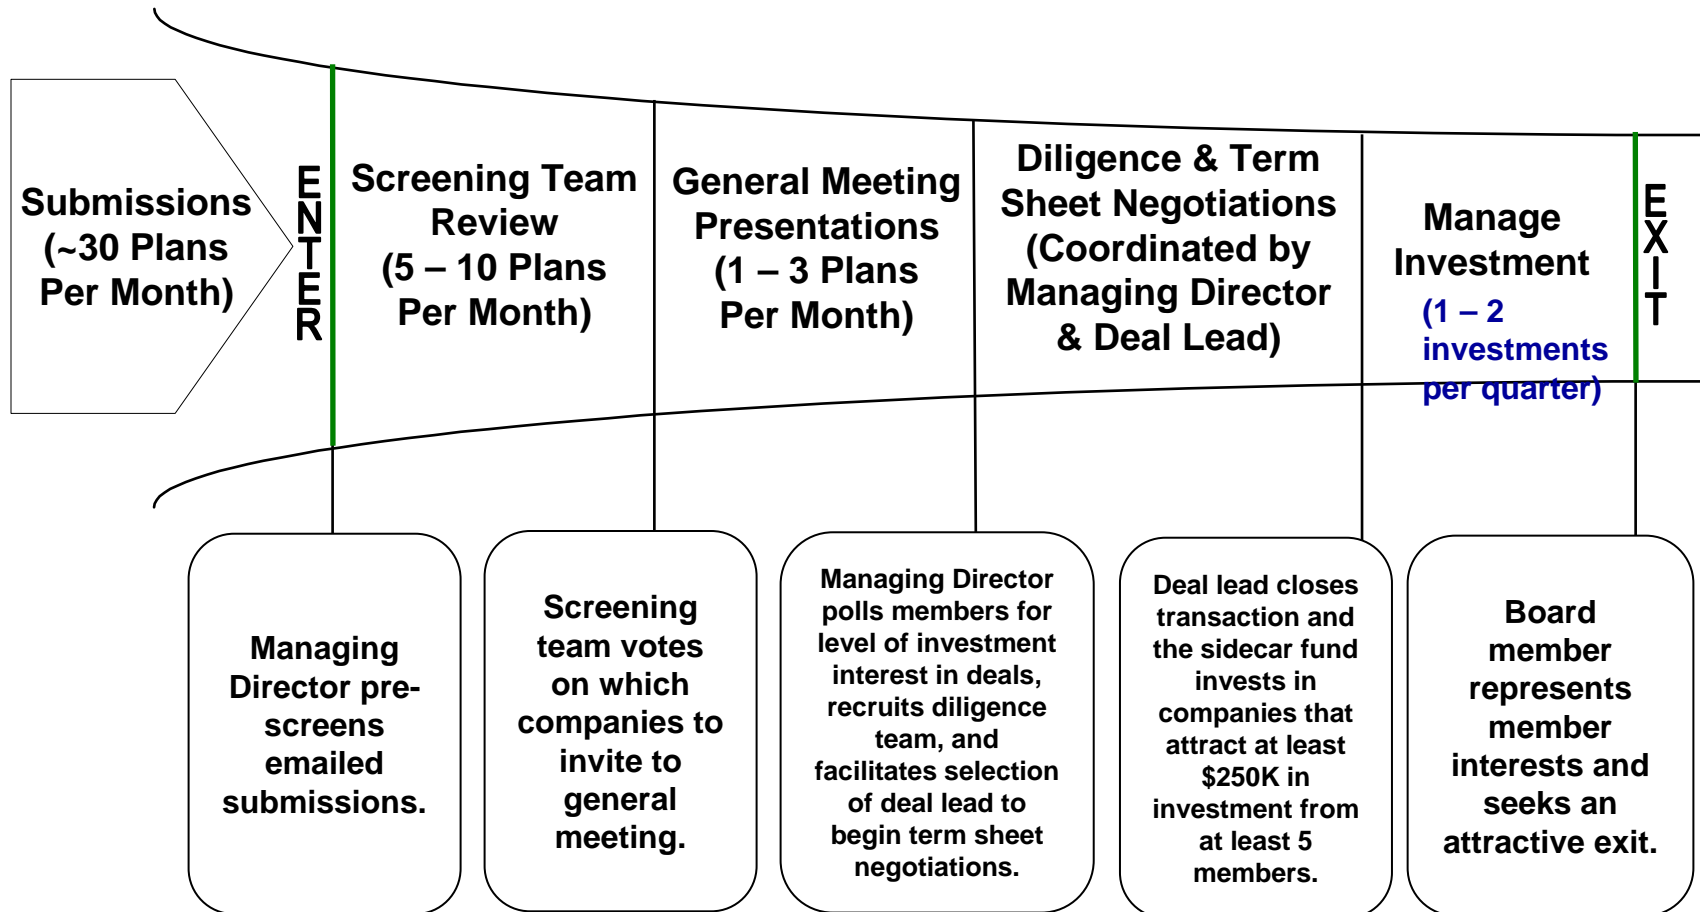 Submissions
(~30 Plans
Per Month)
ENTER
Screening Team
Review
(5 – 10 Plans
Per Month)
General Meeting
Presentations
(1 – 3 Plans
Per Month)
Diligence & Term
Sheet Negotiations
(Coordinated by
Managing Director
& Deal Lead)
Manage
Investment
(1 – 2
investments
per quarter)
EXIT
Managing
Director pre-
screens
emailed
submissions.
Screening
team votes
on which
companies to
invite to
general
meeting.
Managing Director
polls members for
level of investment
interest in deals,
recruits diligence
team, and
facilitates selection
of deal lead to
begin term sheet
negotiations.
Deal lead closes
transaction and
the sidecar fund
invests in
companies that
attract at least
$250K in
investment from
at least 5
members.
Board
member
represents
member
interests and
seeks an
attractive exit.